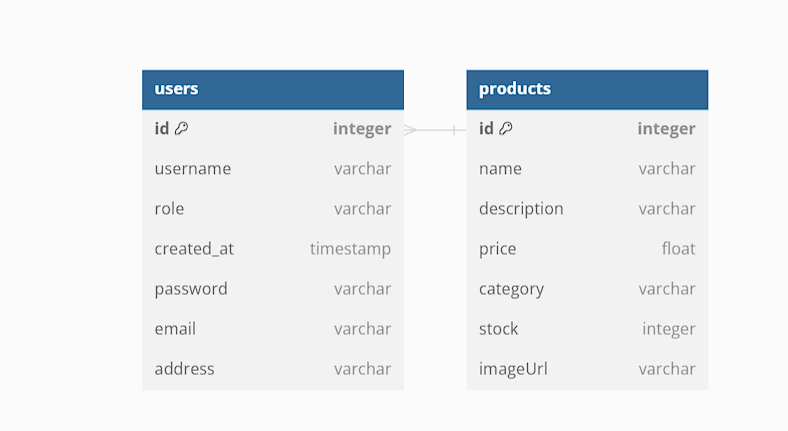 users
id integer
username varchar
role varchar
created_at timestamp
password varchar
email varchar
address varchar
products
id integer
name varchar
description varchar
price float
category varchar
stock integer
imageUrl varchar